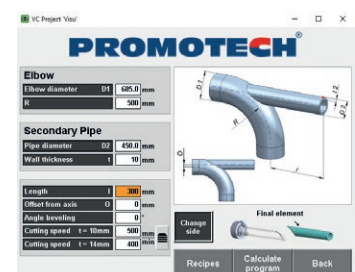 VC Project 'Visu'
PROMOTECH®
Elbow
Elbow diameter D1 605.0 mm
R 500 mm
Secondary Pipe
Pipe diameter D2 450.0 mm
Wall thickness t 10 mm
Length l 300 mm
Offset from axis O 0 mm
Angle beveling 0 °
Cutting speed t = 10mm 500 mm
Cutting speed t = 14mm 400 min
D1
D2
R
O
l
Change side
Final element
Recipes
Calculate program
Back